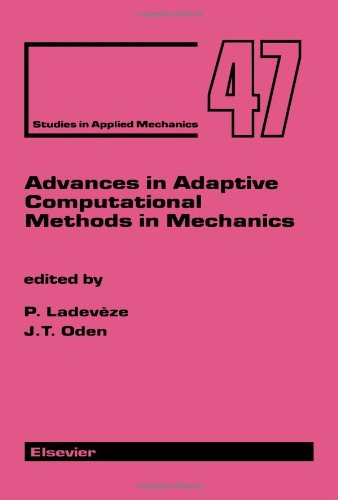 47
Studies in Applied Mechanics
Advances in Adaptive
Computational
Methods in Mechanics
edited by
P. Ladevèze
J.T. Oden
Elsevier